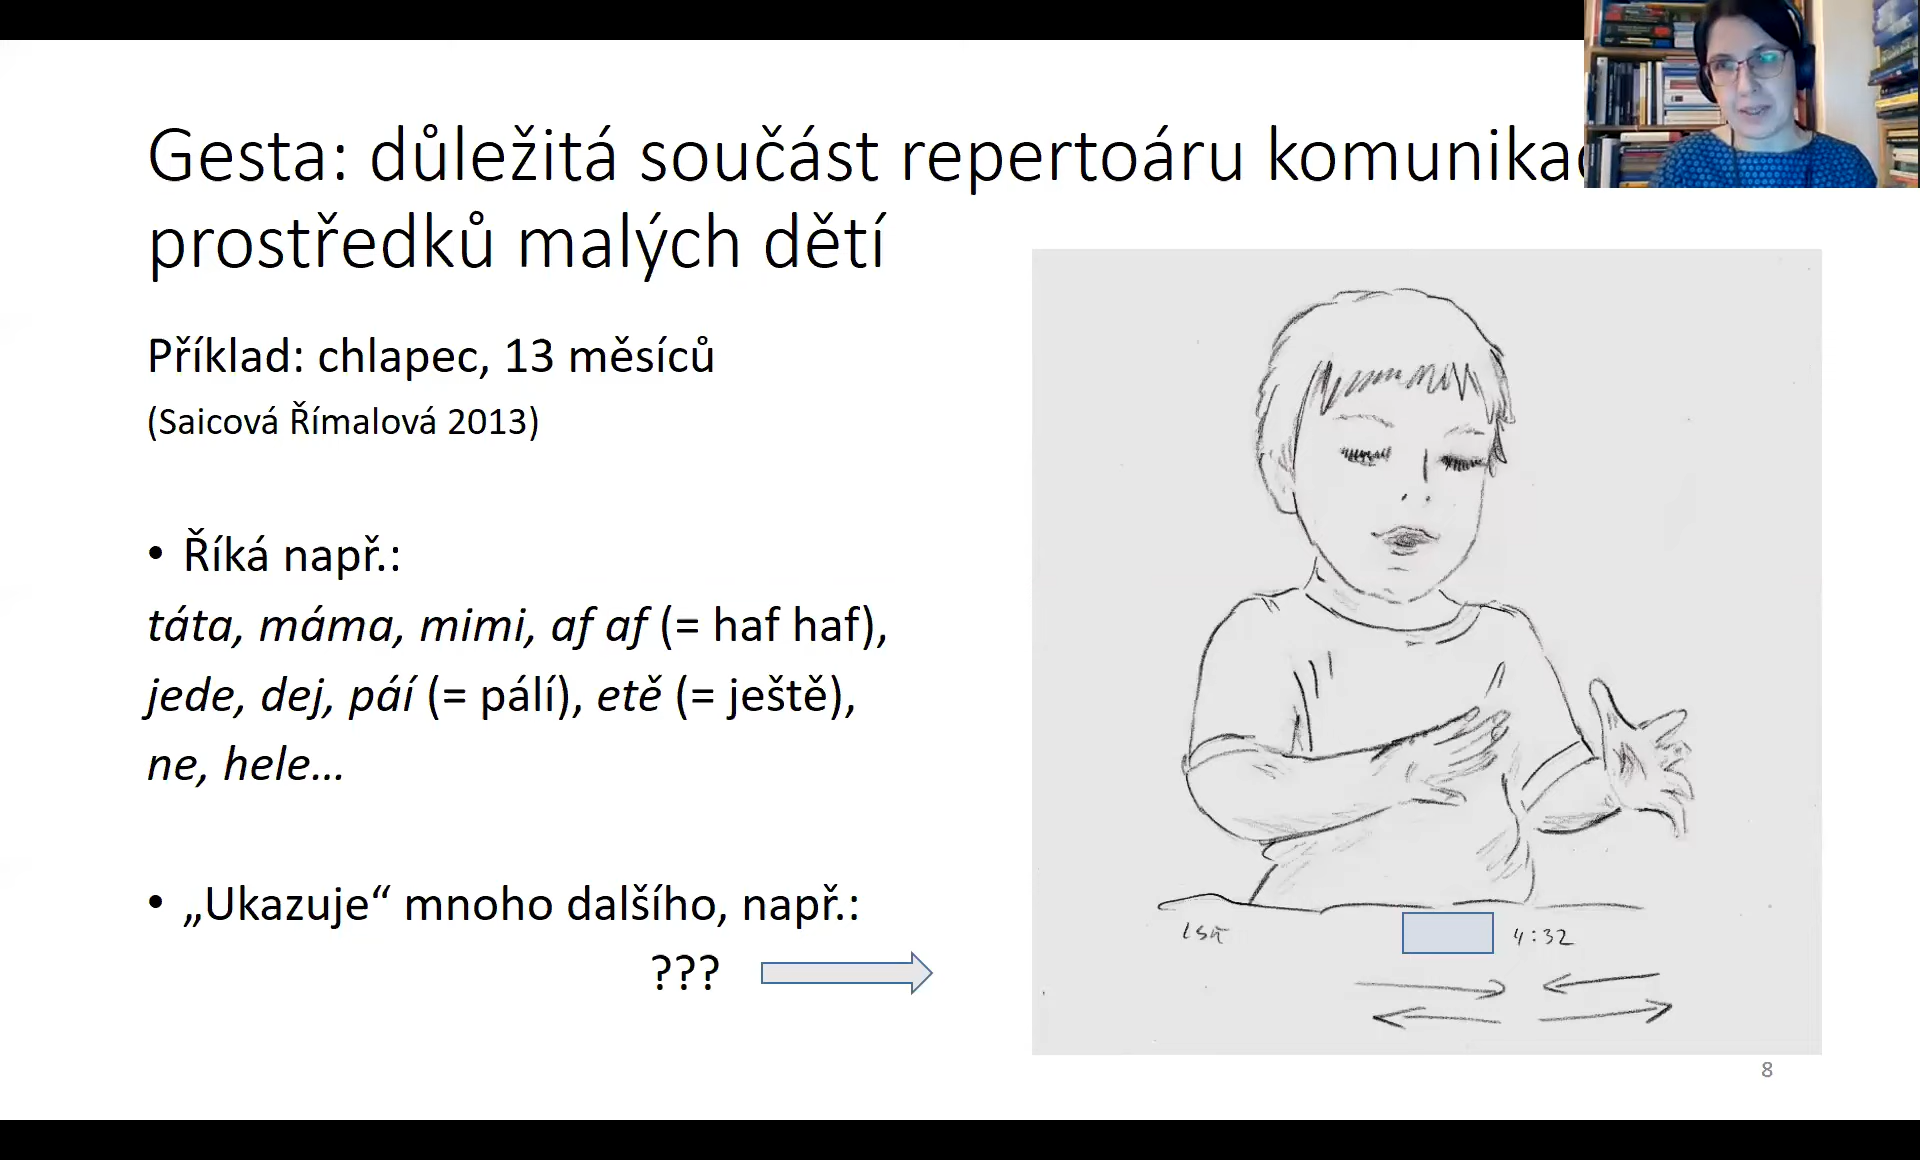 Gesta: důležitá součást repertoáru
prostředků malých dětí
Příklad: chlapec, 13 měsíců
(Saicová Římalová 2013)
• Říká např.:
táta, máma, mimi, af af (= haf haf),
jede, dej, páí (= pálí), etě (= ještě),
ne, hele…
• „Ukazuje“ mnoho dalšího, např.:
???
4:32
8